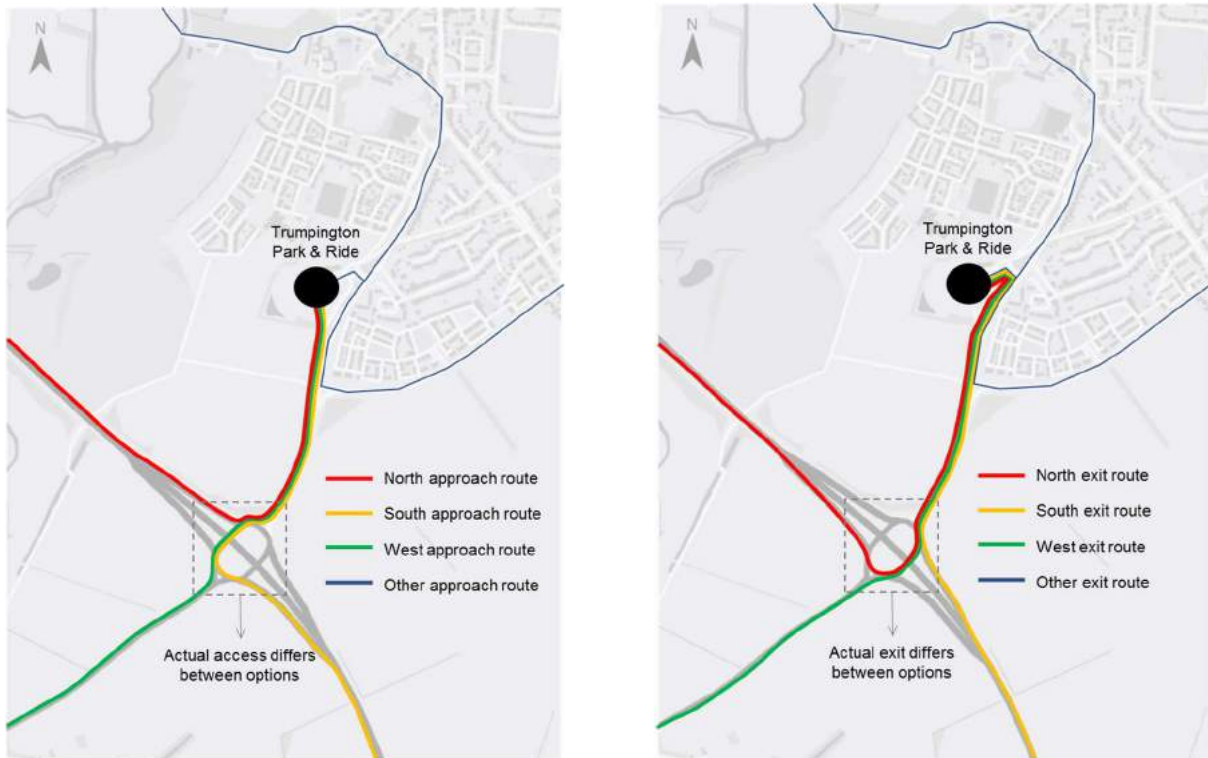 N
Trumpington
Park & Ride
North approach route
South approach route
West approach route
Other approach route
Actual access differs
between options
N
Trumpington
Park & Ride
North exit route
South exit route
West exit route
Other exit route
Actual exit differs
between options